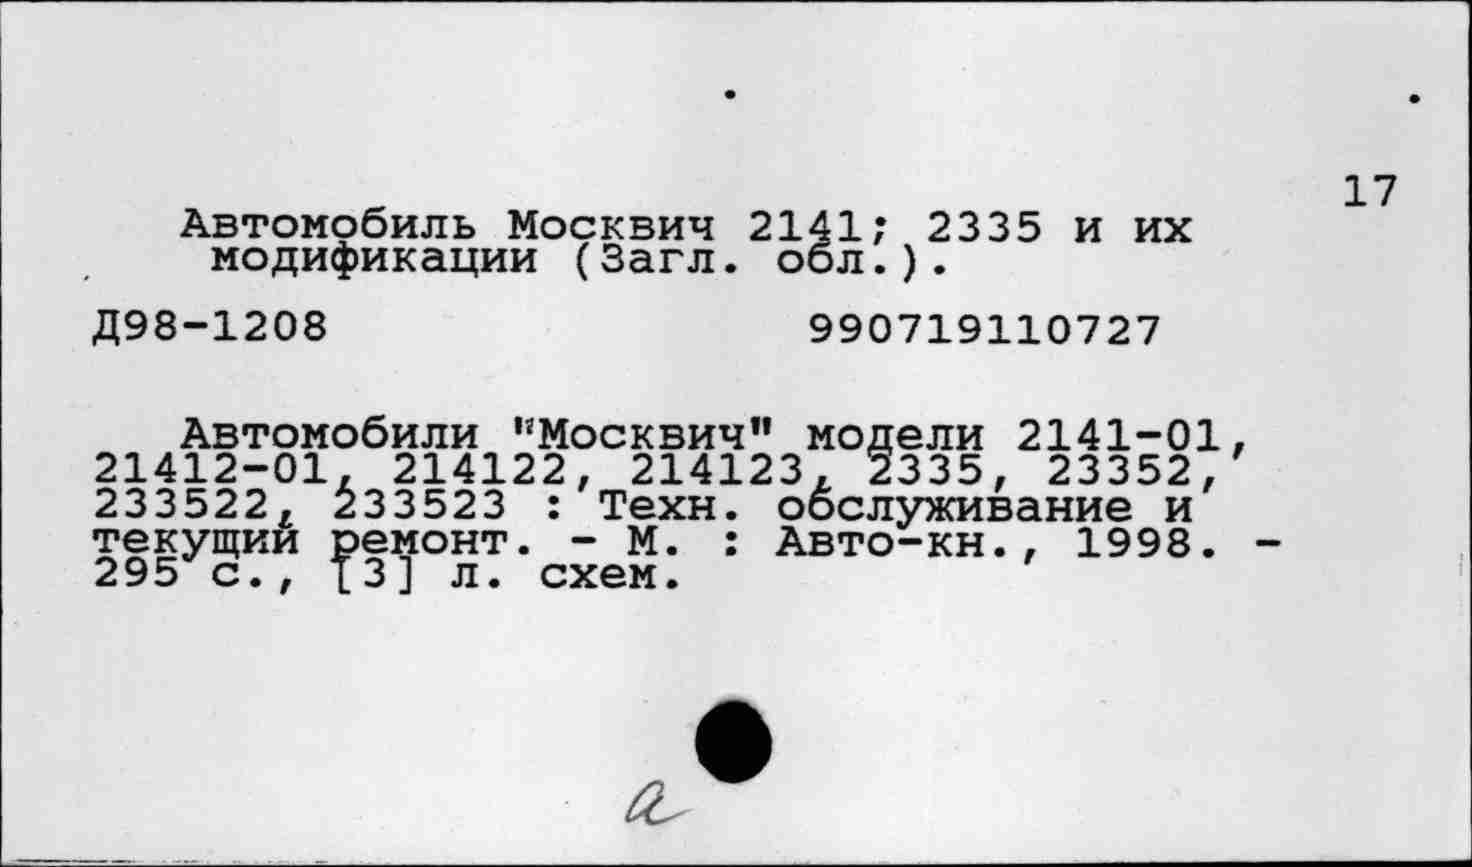 17
Автомобиль Москвич 2141; 2335 и их
модификации (Загл. обл.).
Д98-1208 990719110727
Автомобили "Москвич" модели 2141-01,
21412-01, 214122, 214123, 2335, 23352,
233522, 233523 : Техн. обслуживание и
текущий ремонт. - М. : Авто-кн., 1998. -
295 с., [3] л. схем.
а